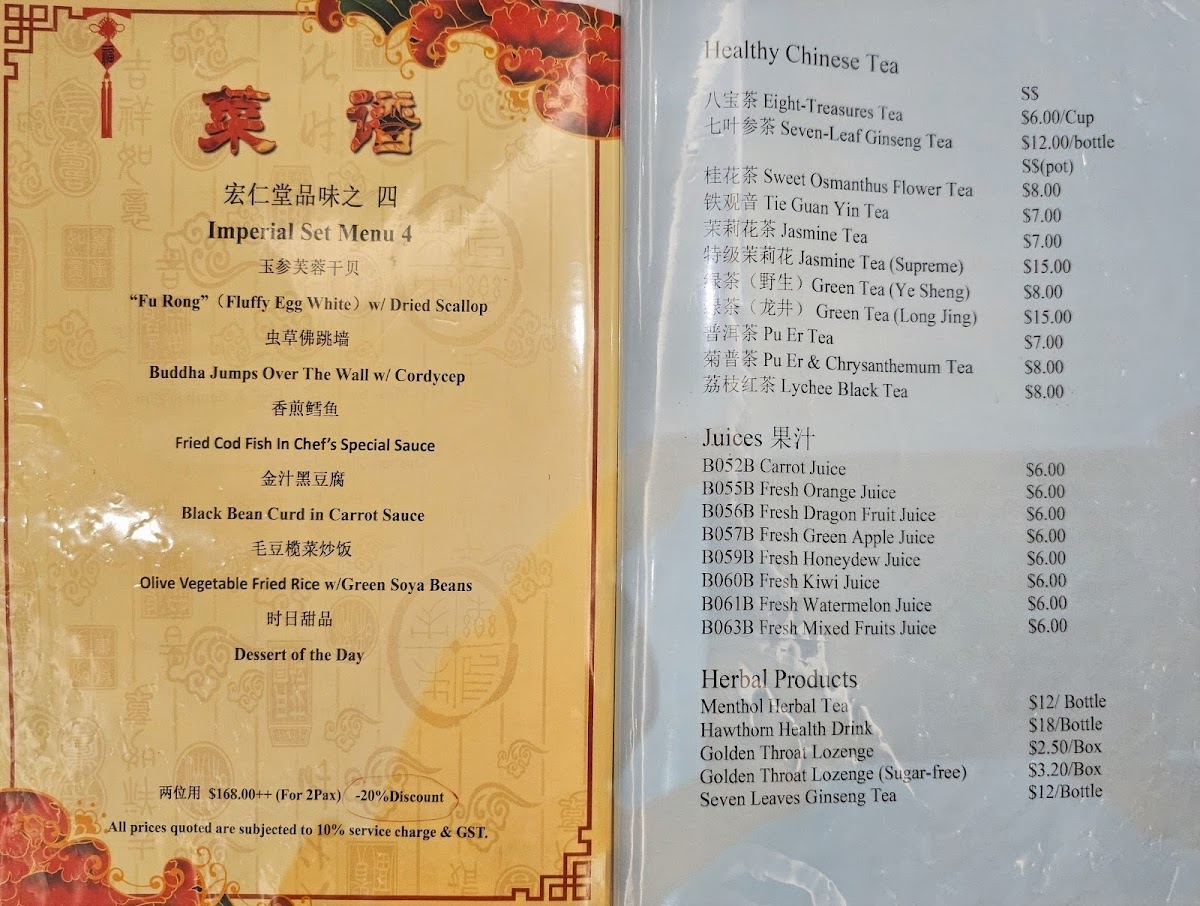 菜 谱
宏仁堂品味之 四
Imperial Set Menu 4
玉参芙蓉干贝
“Fu Rong”（Fluffy Egg White）w/ Dried Scallop
虫草佛跳墙
Buddha Jumps Over The Wall w/ Cordycep
香煎鳕鱼
Fried Cod Fish In Chef’s Special Sauce
金汁黑豆腐
Black Bean Curd in Carrot Sauce
毛豆榄菜炒饭
Olive Vegetable Fried Rice w/Green Soya Beans
时日甜品
Dessert of the Day
两位用 $168.00++ (For 2Pax) -20%Discount
All prices quoted are subjected to 10% service charge & GST.
Healthy Chinese Tea
S$
八宝茶 Eight-Treasures Tea $6.00/Cup
七叶参茶 Seven-Leaf Ginseng Tea $12.00/bottle
S$(pot)
桂花茶 Sweet Osmanthus Flower Tea $8.00
铁观音 Tie Guan Yin Tea $7.00
茉莉花茶 Jasmine Tea $7.00
特级茉莉花 Jasmine Tea (Supreme) $15.00
绿茶（野生）Green Tea (Ye Sheng) $8.00
绿茶（龙井） Green Tea (Long Jing) $15.00
普洱茶 Pu Er Tea $7.00
菊普茶 Pu Er & Chrysanthemum Tea $8.00
荔枝红茶 Lychee Black Tea $8.00
Juices 果汁
B052B Carrot Juice $6.00
B055B Fresh Orange Juice $6.00
B056B Fresh Dragon Fruit Juice $6.00
B057B Fresh Green Apple Juice $6.00
B059B Fresh Honeydew Juice $6.00
B060B Fresh Kiwi Juice $6.00
B061B Fresh Watermelon Juice $6.00
B063B Fresh Mixed Fruits Juice $6.00
Herbal Products
Menthol Herbal Tea $12/ Bottle
Hawthorn Health Drink $18/Bottle
Golden Throat Lozenge $2.50/Box
Golden Throat Lozenge (Sugar-free) $3.20/Box
Seven Leaves Ginseng Tea $12/Bottle